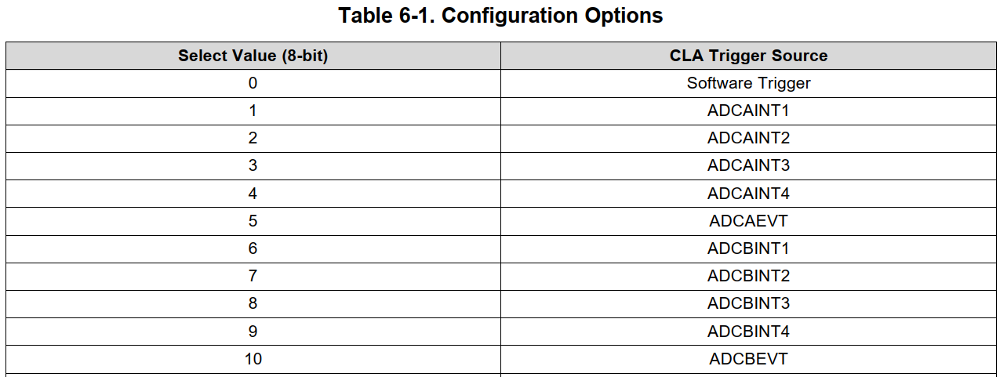 Table 6-1. Configuration Options
Select Value (8-bit) CLA Trigger Source
0 Software Trigger
1 ADCAINT1
2 ADCAINT2
3 ADCAINT3
4 ADCAINT4
5 ADCAEVT
6 ADCBINT1
7 ADCBINT2
8 ADCBINT3
9 ADCBINT4
10 ADCBEVT